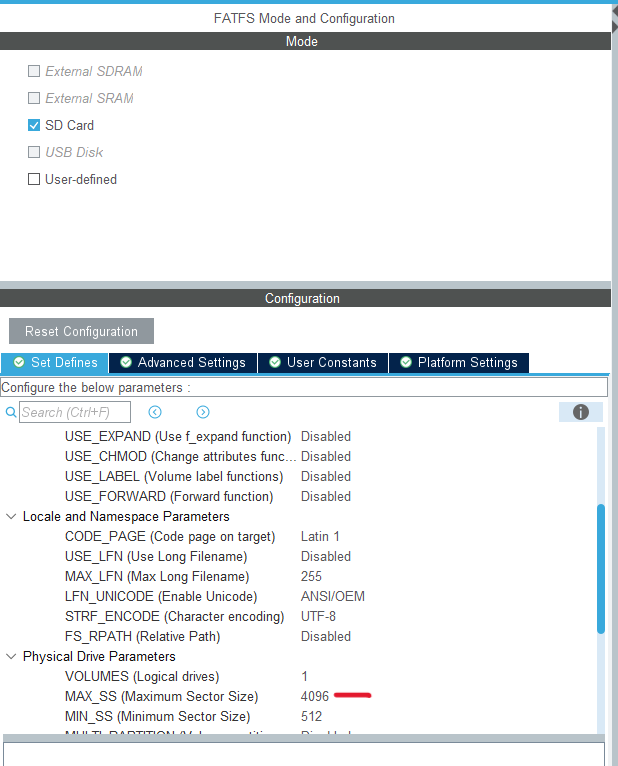 FATFS Mode and Configuration
Mode
External SDRAM
External SRAM
SD Card
USB Disk
User-defined
Configuration
Reset Configuration
Set Defines Advanced Settings User Constants Platform Settings
Configure the below parameters :
Search (Ctrl+F)
USE_EXPAND (Use f_expand function) Disabled
USE_CHMOD (Change attributes func... Disabled
USE_LABEL (Volume label functions) Disabled
USE_FORWARD (Forward function) Disabled
Locale and Namespace Parameters
CODE_PAGE (Code page on target) Latin 1
USE_LFN (Use Long Filename) Disabled
MAX_LFN (Max Long Filename) 255
LFN_UNICODE (Enable Unicode) ANSI/OEM
STRF_ENCODE (Character encoding) UTF-8
FS_RPATH (Relative Path) Disabled
Physical Drive Parameters
VOLUMES (Logical drives) 1
MAX_SS (Maximum Sector Size) 4096
MIN_SS (Minimum Sector Size) 512